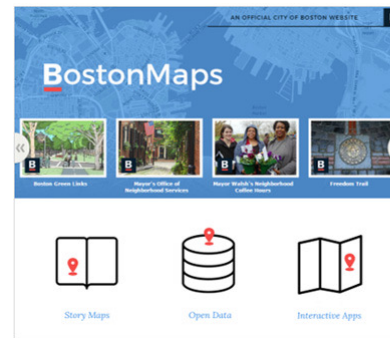 AN OFFICIAL CITY OF BOSTON WEBSITE
BostonMaps
B
B
B
B
Boston Green Links
Mayor's Office of
Neighborhood Services
Mayor Walsh's Neighborhood
Coffee Hours
Freedom Trail
Story Maps
Open Data
Interactive Apps